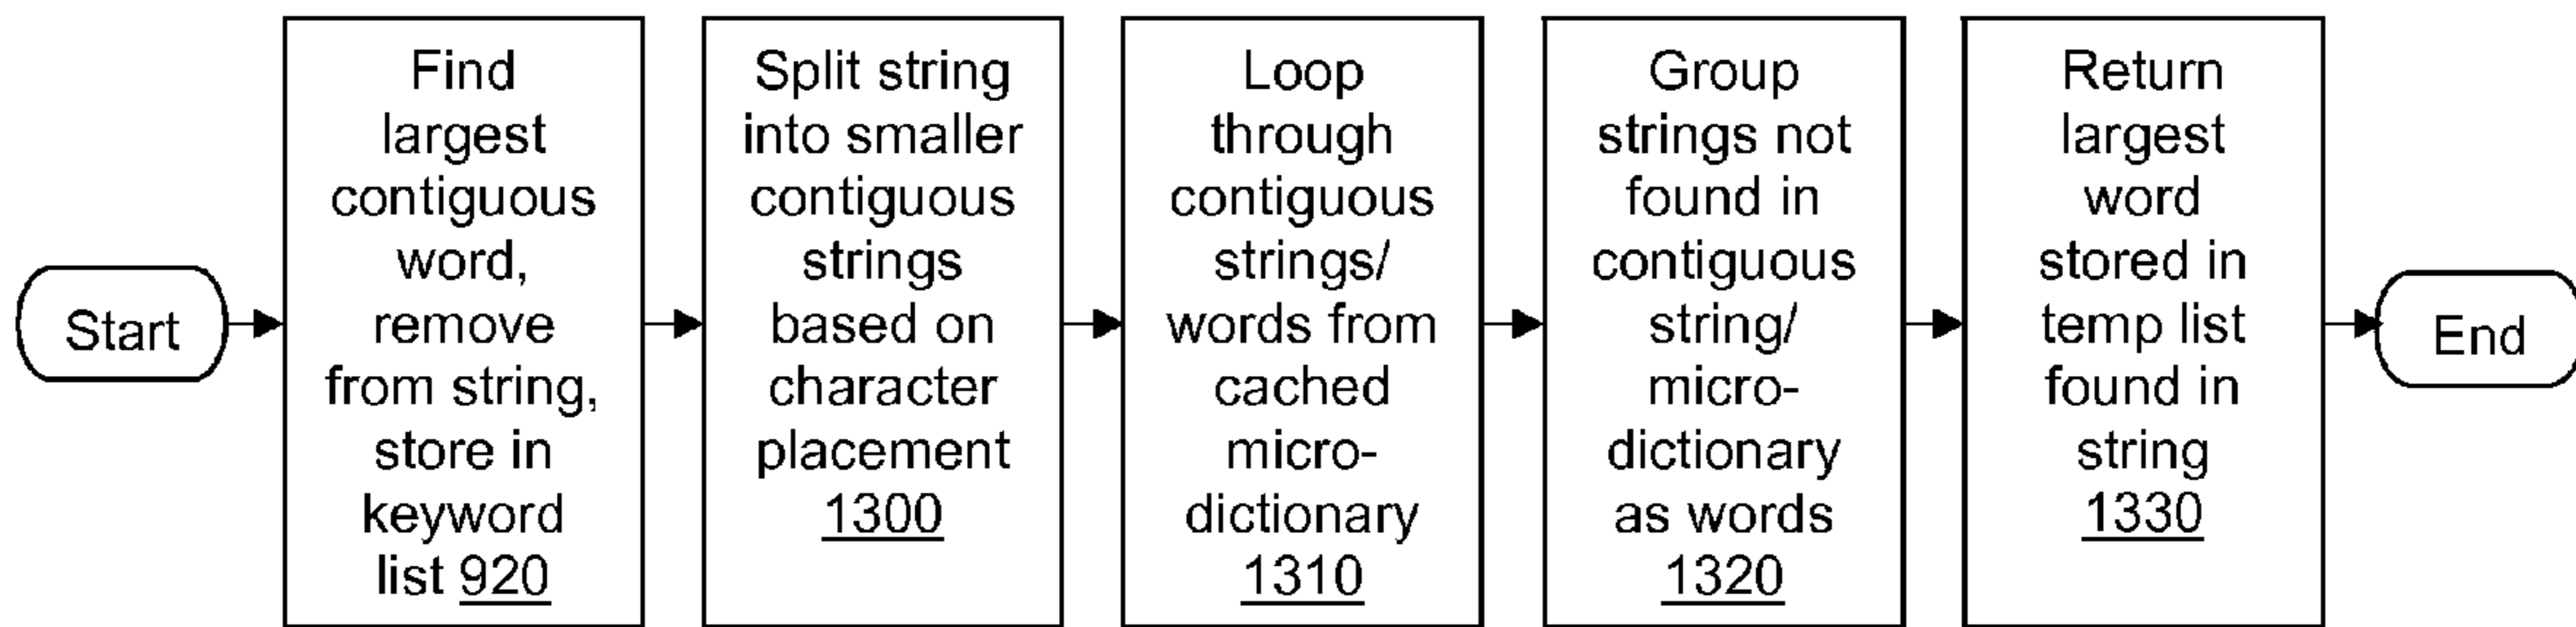 Start
Find
largest
contiguous
word,
remove
from string,
store in
keyword
list 920
Split string
into smaller
contiguous
strings
based on
character
placement
1300
Loop
through
contiguous
strings/
words from
cached
micro-
dictionary
1310
Group
strings not
found in
contiguous
string/
micro-
dictionary
as words
1320
Return
largest
word
stored in
temp list
found in
string
1330
End